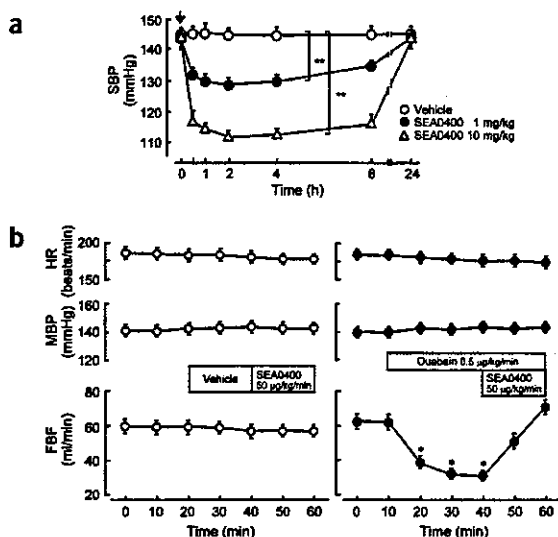 a
SBP
(mmHg)
150
140
130
120
110
**
**
Vehicle
SEA0400 1 mg/kg
SEA0400 10 mg/kg
0 1 2 4 8 24
Time (h)
b
HR
(beats/min)
200
150
MBP
(mmHg)
180
160
140
120
Vehicle
SEA0400
50 µg/kg/min
Ouabain 0.5 µg/kg/min
SEA0400
50 µg/kg/min
FBF
(ml/min)
80
60
40
20
* * *
0 10 20 30 40 50 60
Time (min)
0 10 20 30 40 50 60
Time (min)